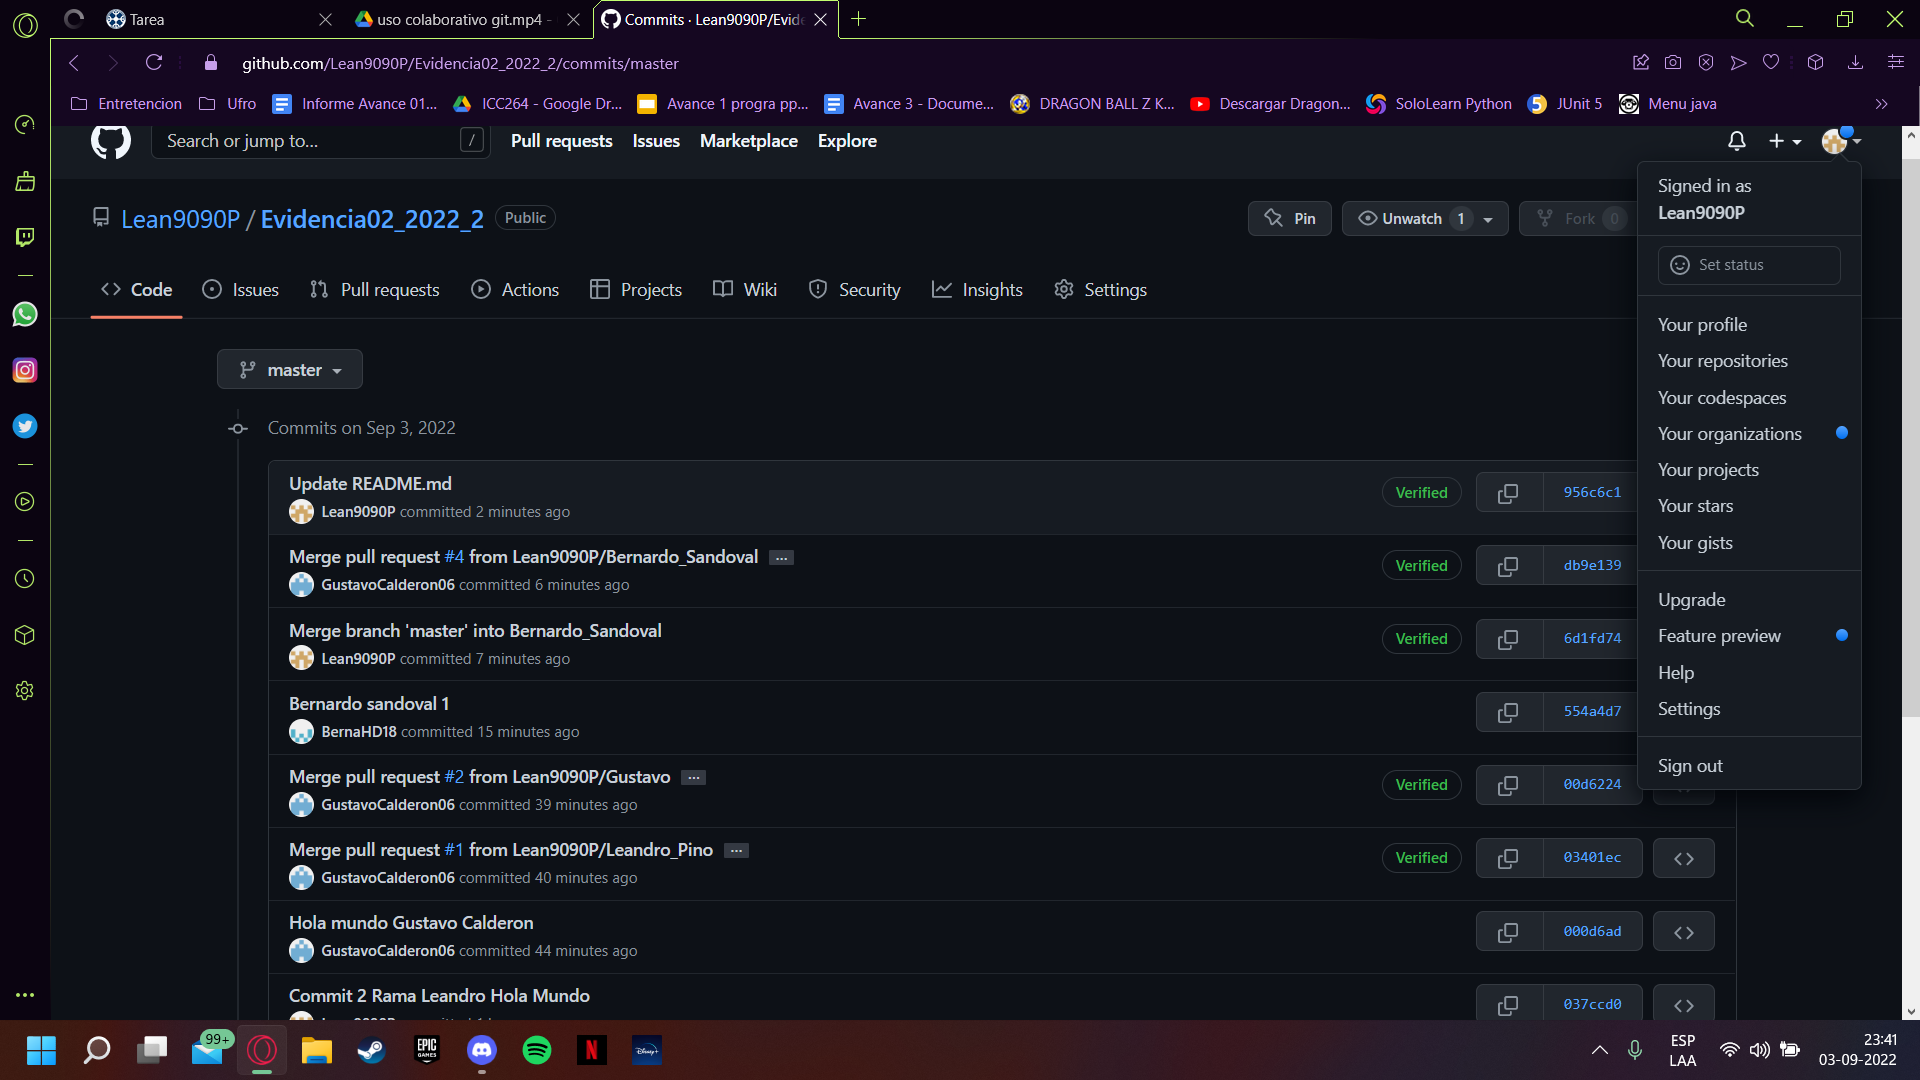 Tarea
uso colaborativo git.mp4 -
Commits · Lean9090P/Evide
github.com/Lean9090P/Evidencia02_2022_2/commits/master
Entretencion
Ufro
Informe Avance 01...
ICC264 - Google Dr...
Avance 1 progra pp...
Avance 3 - Docume...
DRAGON BALL Z K...
Descargar Dragon...
SoloLearn Python
5
JUnit 5
Menu java
Search or jump to...
/
Pull requests
Issues
Marketplace
Explore
Lean9090P / Evidencia02_2022_2
Public
Pin
Unwatch 1
Fork 0
Code
Issues
Pull requests
Actions
Projects
Wiki
Security
Insights
Settings
master
Commits on Sep 3, 2022
Update README.md
Lean9090P committed 2 minutes ago
Verified
956c6c1
Merge pull request #4 from Lean9090P/Bernardo_Sandoval ...
GustavoCalderon06 committed 6 minutes ago
Verified
db9e139
Merge branch 'master' into Bernardo_Sandoval
Lean9090P committed 7 minutes ago
Verified
6d1fd74
Bernardo sandoval 1
BernaHD18 committed 15 minutes ago
554a4d7
Merge pull request #2 from Lean9090P/Gustavo ...
GustavoCalderon06 committed 39 minutes ago
Verified
00d6224
Merge pull request #1 from Lean9090P/Leandro_Pino ...
GustavoCalderon06 committed 40 minutes ago
Verified
03401ec
Hola mundo Gustavo Calderon
GustavoCalderon06 committed 44 minutes ago
000d6ad
Commit 2 Rama Leandro Hola Mundo
037ccd0
Signed in as
Lean9090P
Set status
Your profile
Your repositories
Your codespaces
Your organizations
Your projects
Your stars
Your gists
Upgrade
Feature preview
Help
Settings
Sign out
99+
EPIC
GAMES
N
Disney+
ESP
LAA
23:41
03-09-2022